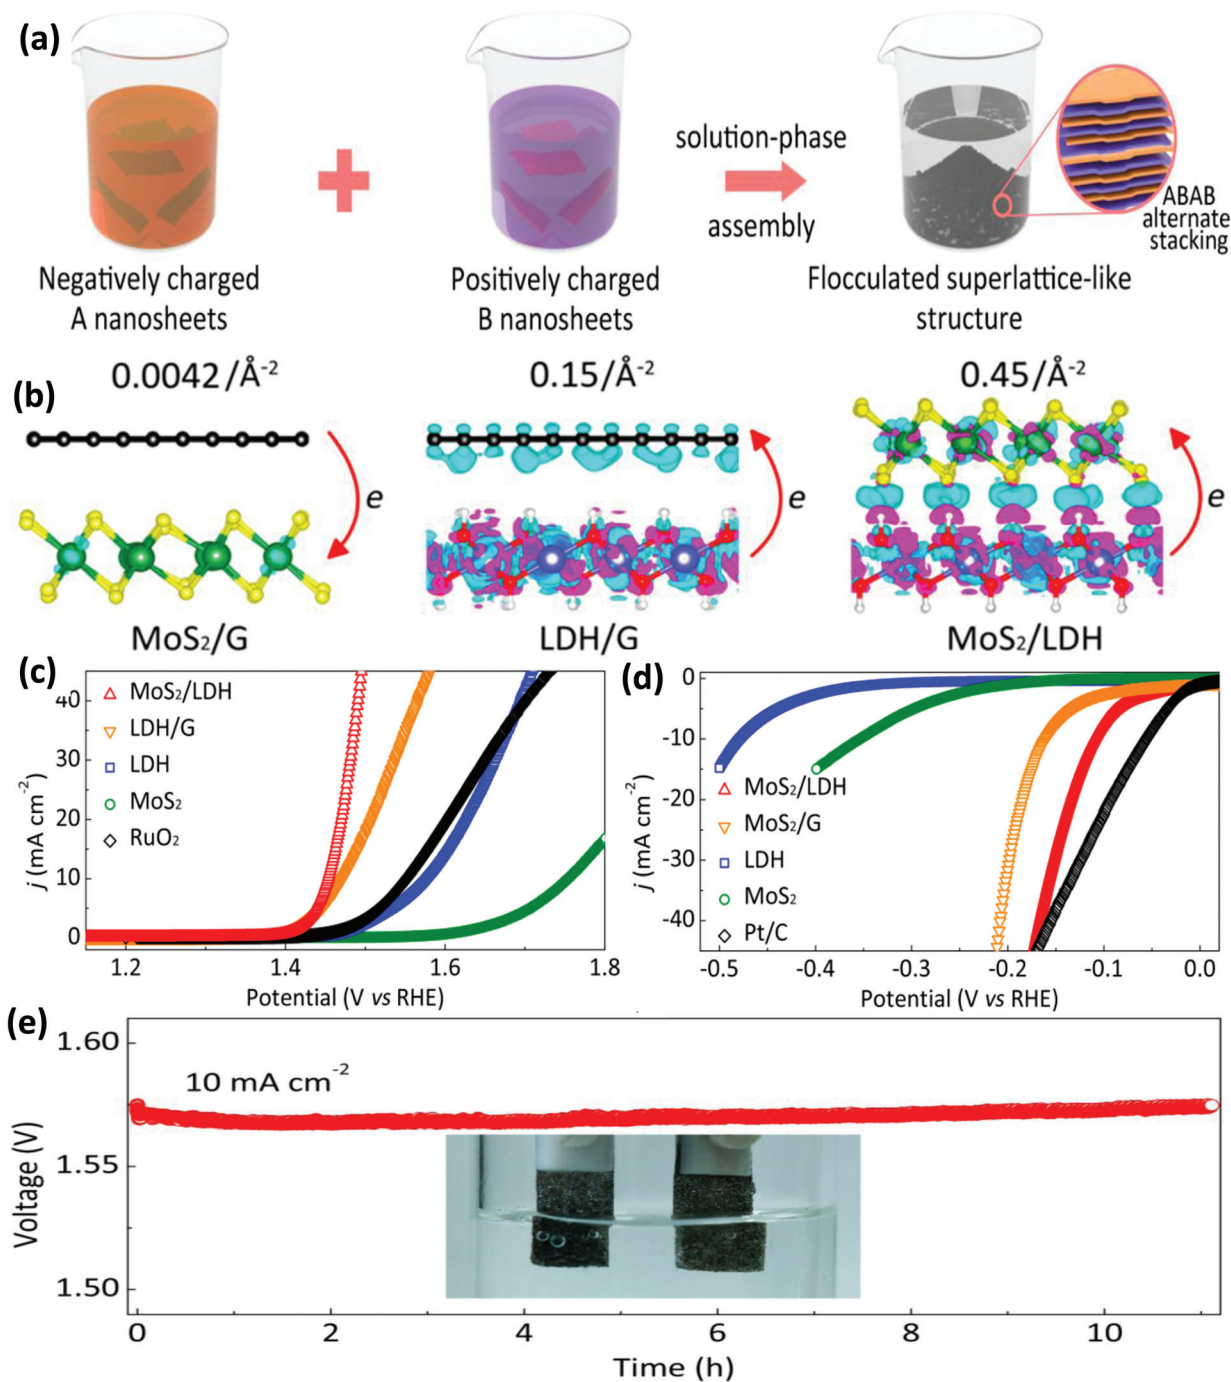 (a)
solution-phase
assembly
ABAB
alternate
stacking
Negatively charged
A nanosheets
Positively charged
B nanosheets
Flocculated superlattice-like
structure
(b)
0.0042/Å⁻²
0.15/Å⁻²
0.45/Å⁻²
e
e
e
MoS₂/G
LDH/G
MoS₂/LDH
(c)
MoS₂/LDH
LDH/G
LDH
MoS₂
RuO₂
40
30
20
10
0
j (mA cm⁻²)
1.2 1.4 1.6 1.8
Potential (V vs RHE)
(d)
0
-10
-20
-30
-40
j (mA cm⁻²)
MoS₂/LDH
MoS₂/G
LDH
MoS₂
Pt/C
-0.5 -0.4 -0.3 -0.2 -0.1 0.0
Potential (V vs RHE)
(e)
1.60
1.55
1.50
Voltage (V)
10 mA cm⁻²
0 2 4 6 8 10
Time (h)